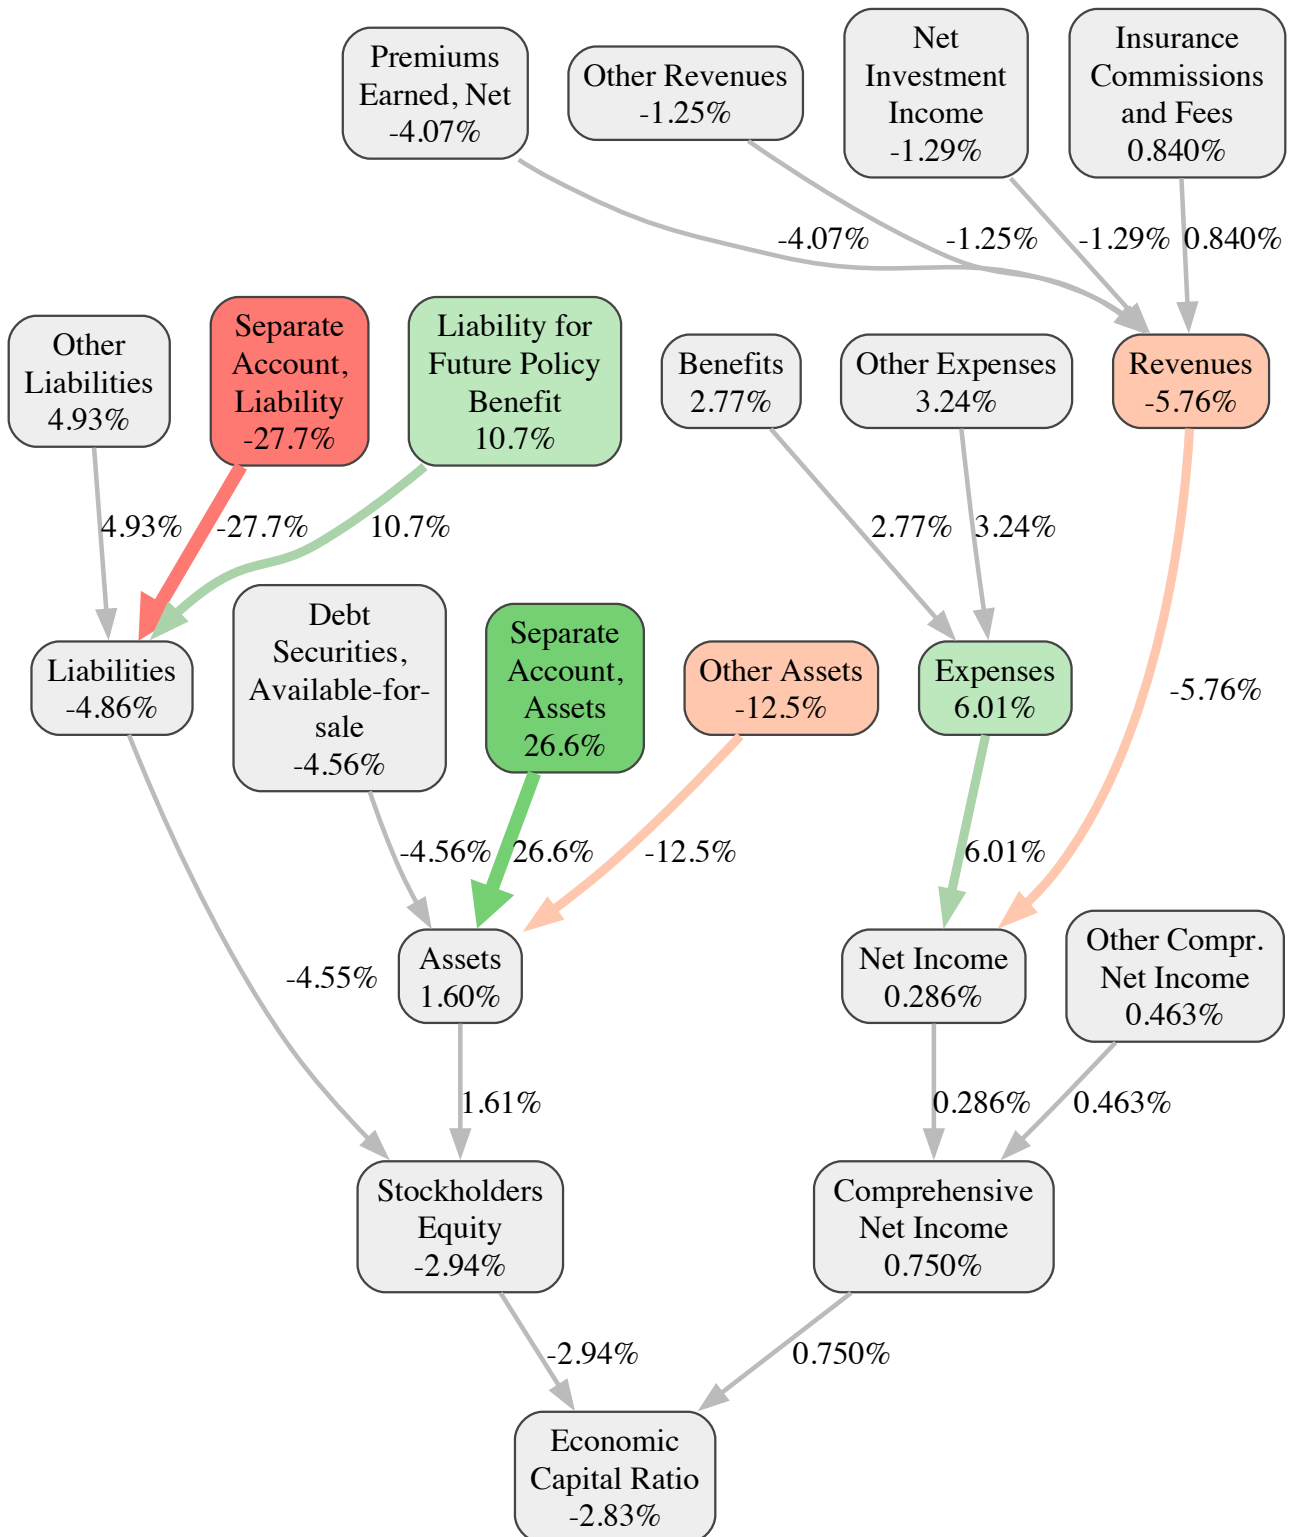 Premiums
Earned, Net
-4.07%
Other Revenues
-1.25%
Net
Investment
Income
-1.29%
Insurance
Commissions
and Fees
0.840%
-4.07%
-1.25%
-1.29%
0.840%
Other
Liabilities
4.93%
Separate
Account,
Liability
-27.7%
Liability for
Future Policy
Benefit
10.7%
Benefits
2.77%
Other Expenses
3.24%
Revenues
-5.76%
4.93%
-27.7%
10.7%
2.77%
3.24%
Liabilities
-4.86%
Debt
Securities,
Available-for-
sale
-4.56%
Separate
Account,
Assets
26.6%
Other Assets
-12.5%
Expenses
6.01%
-5.76%
-4.56%
26.6%
-12.5%
6.01%
-4.55%
Assets
1.60%
Net Income
0.286%
Other Compr.
Net Income
0.463%
1.61%
0.286%
0.463%
Stockholders
Equity
-2.94%
Comprehensive
Net Income
0.750%
-2.94%
0.750%
Economic
Capital Ratio
-2.83%